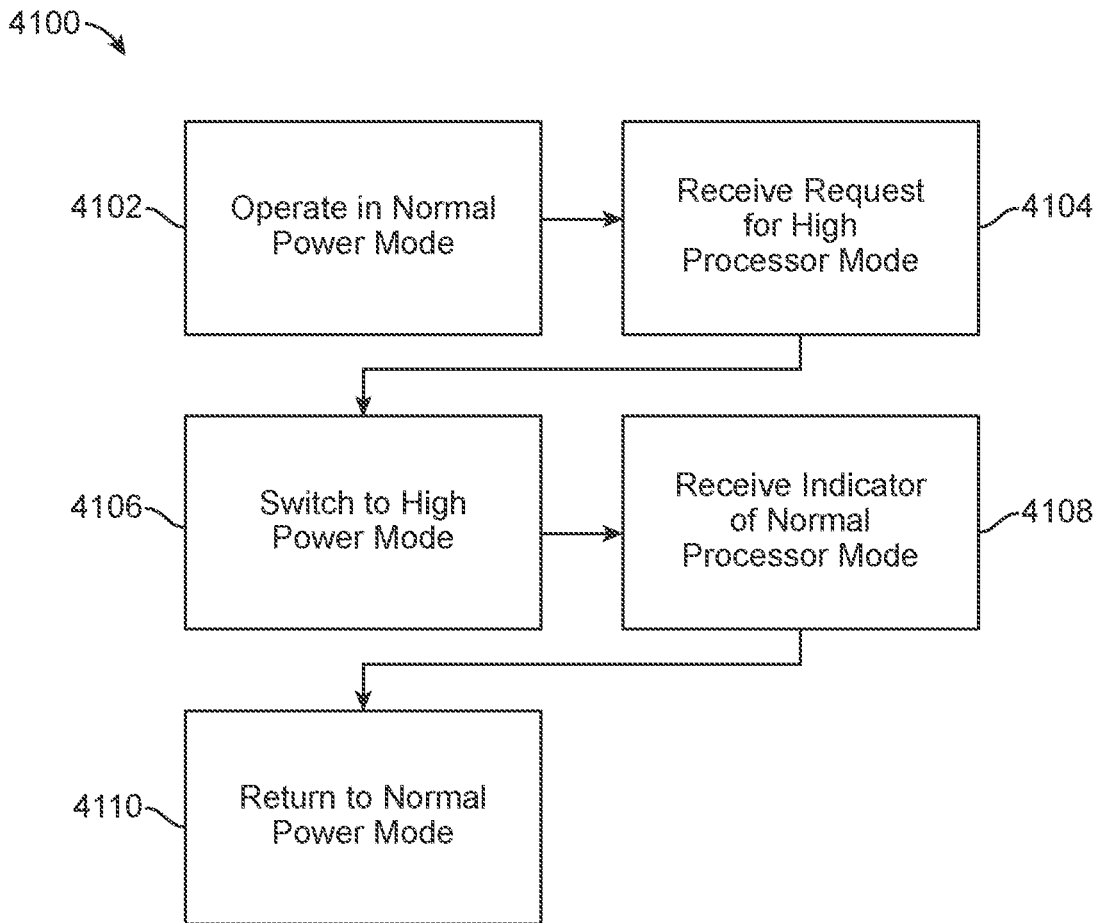 4100
4102
Operate in Normal
Power Mode
Receive Request
for High
Processor Mode
4104
4106
Switch to High
Power Mode
Receive Indicator
of Normal
Processor Mode
4108
4110
Return to Normal
Power Mode